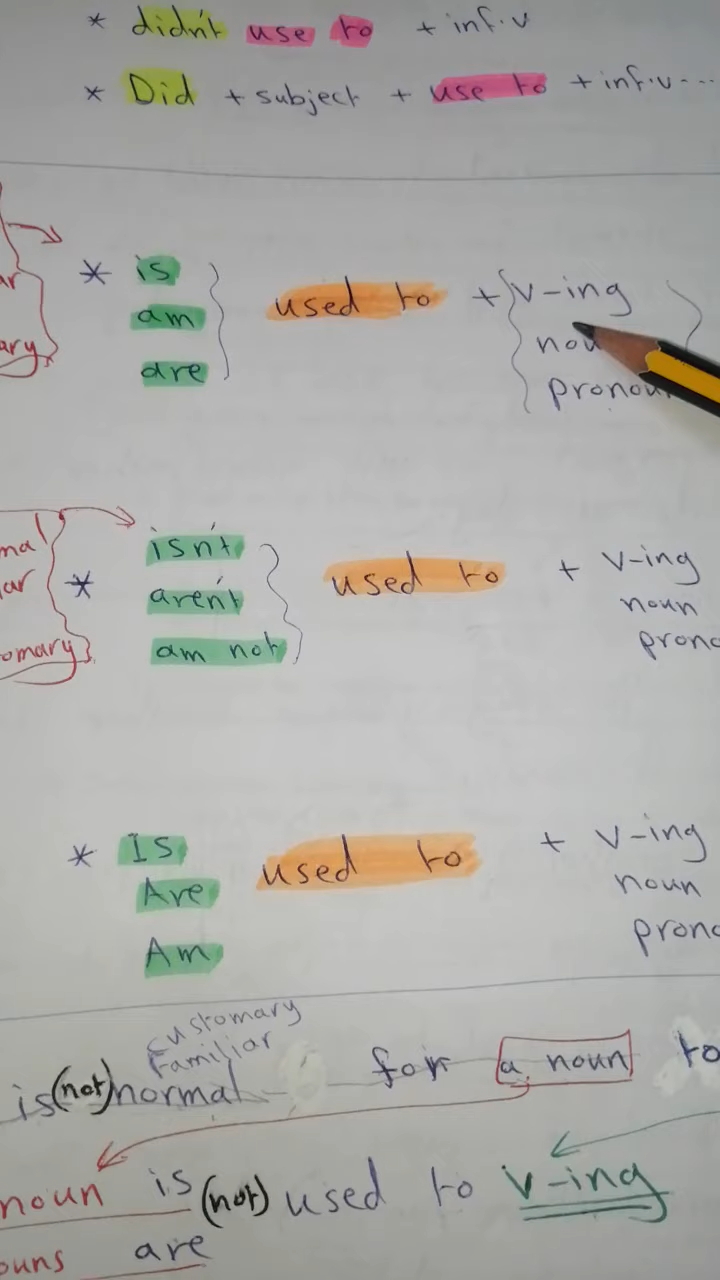 * didn't use to + inf.v
* Did + subject + use to + inf.v ...
* is
am
are
used to + v-ing
pronoun
* isn't
aren't
am not
used to + v-ing
noun
* Is
Are
Am
used to + v-ing
noun
customary
familiar
is (not) normal for a noun to
noun is (not) used to v-ing
are